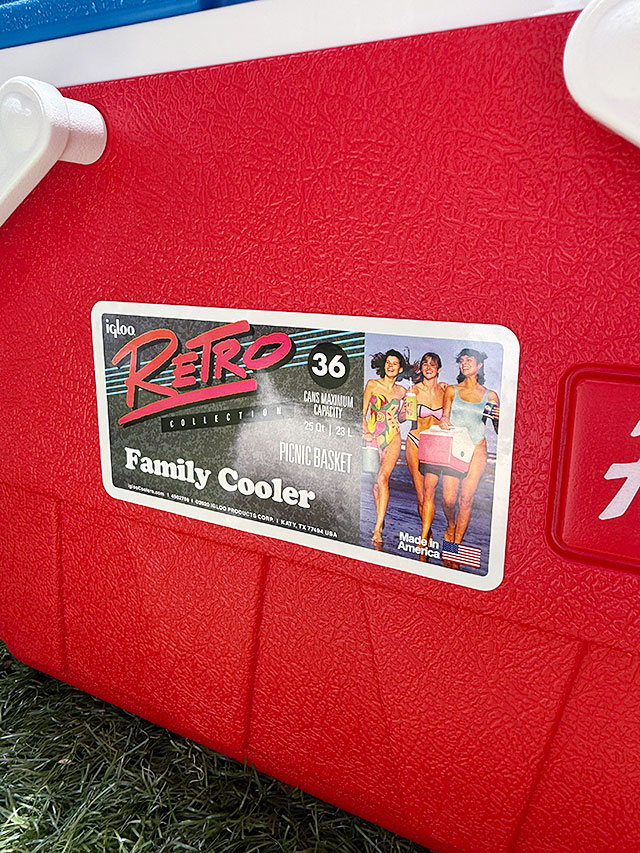 igloo
RETRO
COLLECTION
36
CANS MAXIMUM
CAPACITY
25 Qt | 23 L
PICNIC BASKET
Family Cooler
Made in
America